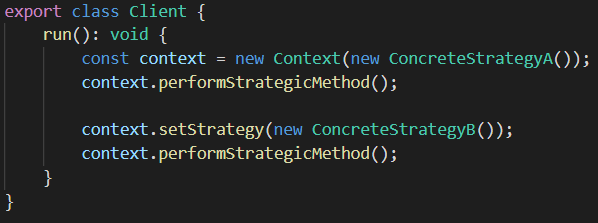 export class Client {
    run(): void {
        const context = new Context(new ConcreteStrategyA());
        context.performStrategicMethod();

        context.setStrategy(new ConcreteStrategyB());
        context.performStrategicMethod();
    }
}